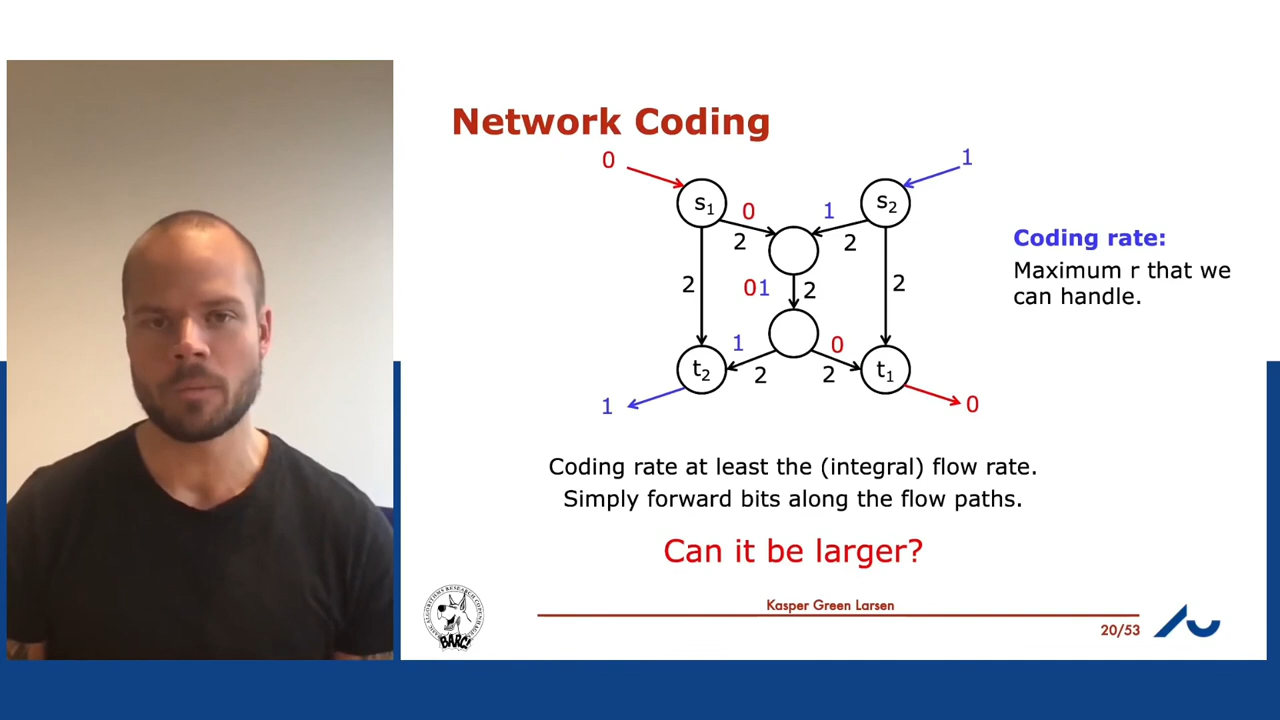 Network Coding
0
1
s1
s2
0
1
2
2
Coding rate:
Maximum r that we
can handle.
2
01
2
2
1
0
t2
t1
2
2
1
0
Coding rate at least the (integral) flow rate.
Simply forward bits along the flow paths.
Can it be larger?
Kasper Green Larsen
20/53
BARC